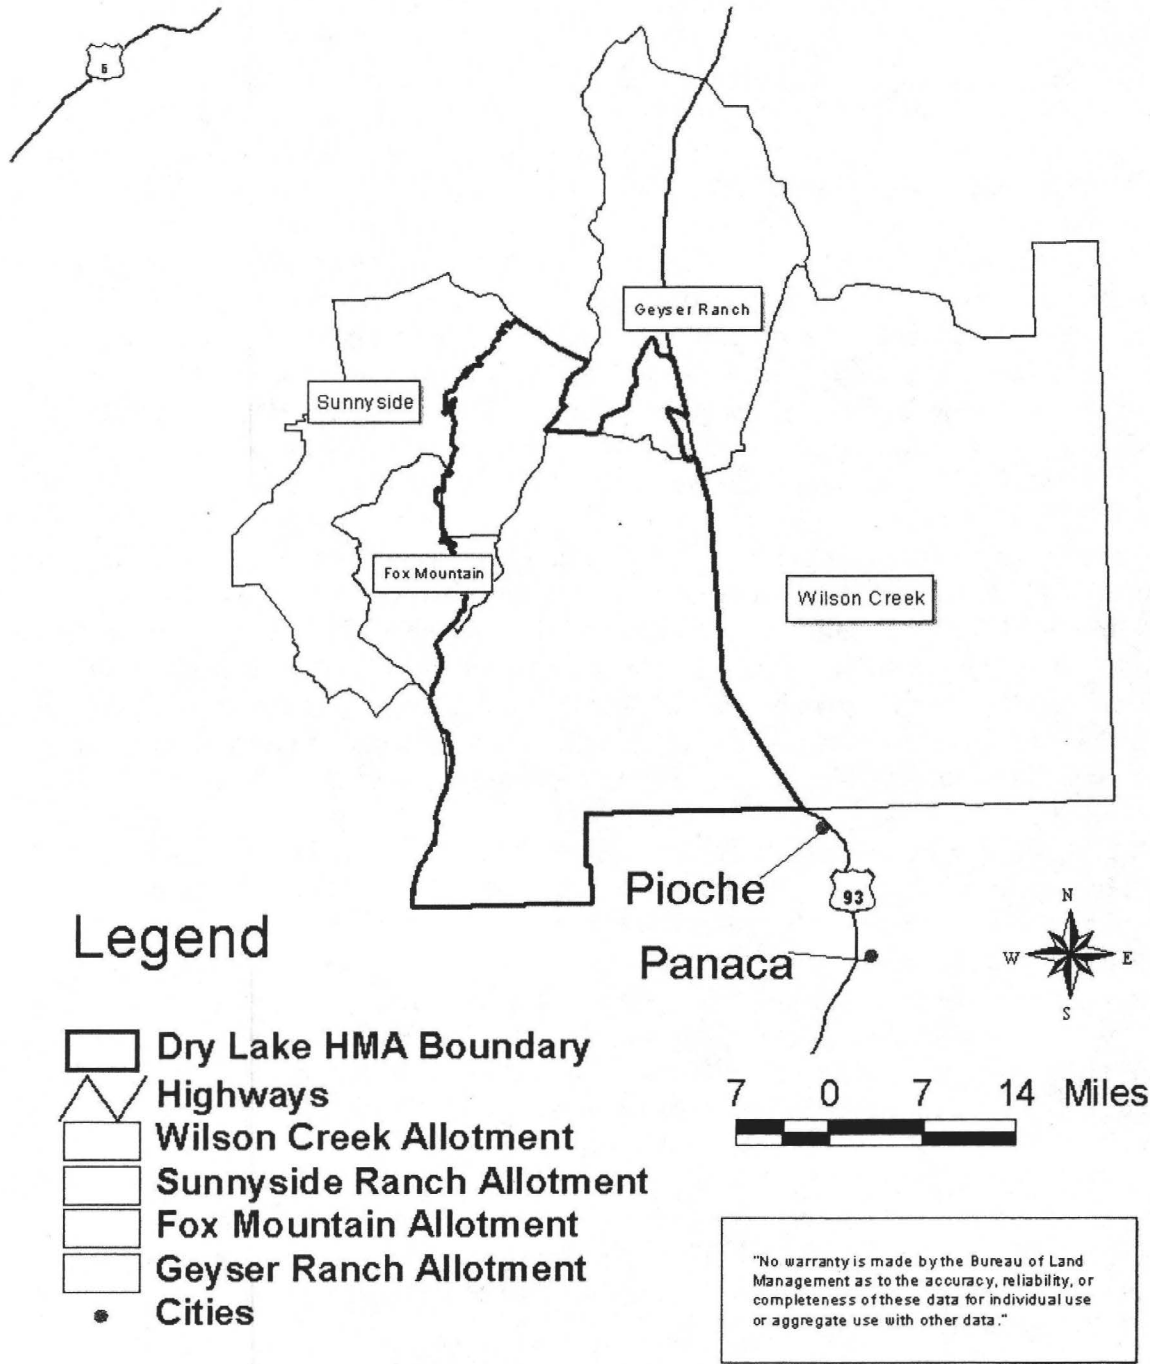 6
Geyser Ranch
Sunnyside
Fox Mountain
Wilson Creek
Pioche
93
Panaca
N
W E
S
Legend
Dry Lake HMA Boundary
Highways
Wilson Creek Allotment
Sunnyside Ranch Allotment
Fox Mountain Allotment
Geyser Ranch Allotment
Cities
7 0 7 14 Miles
"No warranty is made by the Bureau of Land
Management as to the accuracy, reliability, or
completeness of these data for individual use
or aggregate use with other data."